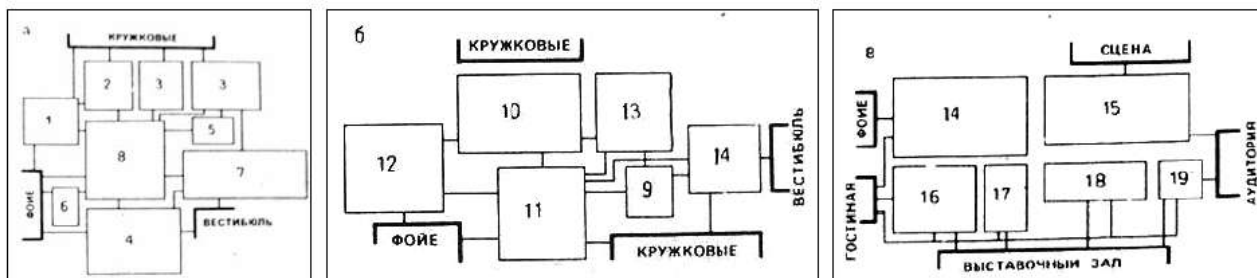 а
КРУЖКОВЫЕ
2
3
3
1
5
8
7
6
ФОЙЕ
4
ВЕСТИБЮЛЬ
б
КРУЖКОВЫЕ
10
13
12
14
ВЕСТИБЮЛЬ
9
11
ФОЙЕ
КРУЖКОВЫЕ
в
СЦЕНА
ФОЙЕ
14
15
АУДИТОРИЯ
ГОСТИНАЯ
16
17
18
19
ВЫСТАВОЧНЫЙ ЗАЛ